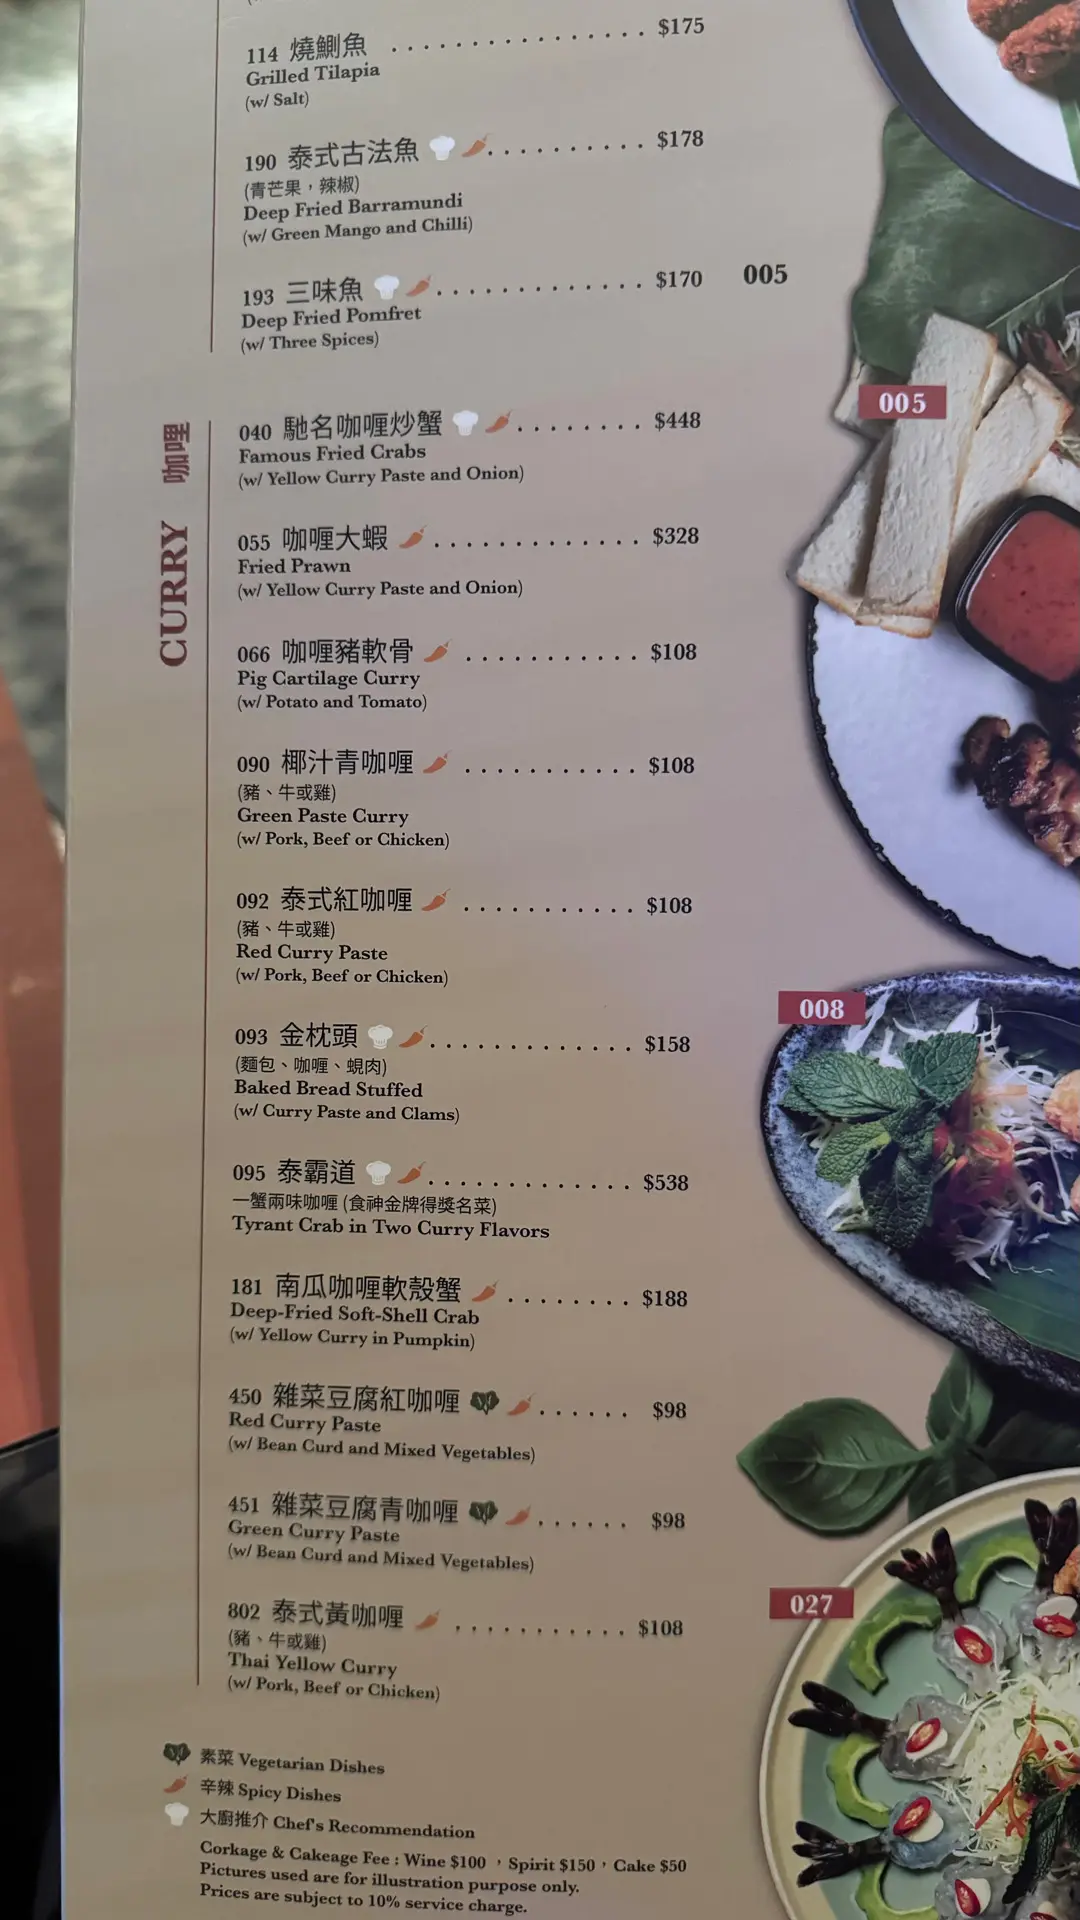 114 燒鰂魚 . . . . . . . . . . . . . . . . $175
Grilled Tilapia
(w/ Salt)
190 泰式古法魚 . . . . . . . . . . $178
(青芒果，辣椒)
Deep Fried Barramundi
(w/ Green Mango and Chilli)
193 三味魚 . . . . . . . . . . . . . $170
Deep Fried Pomfret
(w/ Three Spices)
005
005
CURRY 咖哩
040 馳名咖喱炒蟹 . . . . . . . . $448
Famous Fried Crabs
(w/ Yellow Curry Paste and Onion)
055 咖喱大蝦 . . . . . . . . . . . . . $328
Fried Prawn
(w/ Yellow Curry Paste and Onion)
066 咖喱豬軟骨 . . . . . . . . . . . $108
Pig Cartilage Curry
(w/ Potato and Tomato)
090 椰汁青咖喱 . . . . . . . . . . . $108
(豬、牛或雞)
Green Paste Curry
(w/ Pork, Beef or Chicken)
092 泰式紅咖喱 . . . . . . . . . . . $108
(豬、牛或雞)
Red Curry Paste
(w/ Pork, Beef or Chicken)
093 金枕頭 . . . . . . . . . . . . . $158
(麵包、咖喱、蜆肉)
Baked Bread Stuffed
(w/ Curry Paste and Clams)
095 泰霸道 . . . . . . . . . . . . . $538
一蟹兩味咖喱 (食神金牌得獎名菜)
Tyrant Crab in Two Curry Flavors
181 南瓜咖喱軟殼蟹 . . . . . . . . $188
Deep-Fried Soft-Shell Crab
(w/ Yellow Curry in Pumpkin)
450 雜菜豆腐紅咖喱 . . . . . . $98
Red Curry Paste
(w/ Bean Curd and Mixed Vegetables)
451 雜菜豆腐青咖喱 . . . . . . $98
Green Curry Paste
(w/ Bean Curd and Mixed Vegetables)
802 泰式黃咖喱 . . . . . . . . . . . $108
(豬、牛或雞)
Thai Yellow Curry
(w/ Pork, Beef or Chicken)
008
027
素菜 Vegetarian Dishes
辛辣 Spicy Dishes
大廚推介 Chef's Recommendation
Corkage & Cakeage Fee : Wine $100 ，Spirit $150，Cake $50
Pictures used are for illustration purpose only.
Prices are subject to 10% service charge.